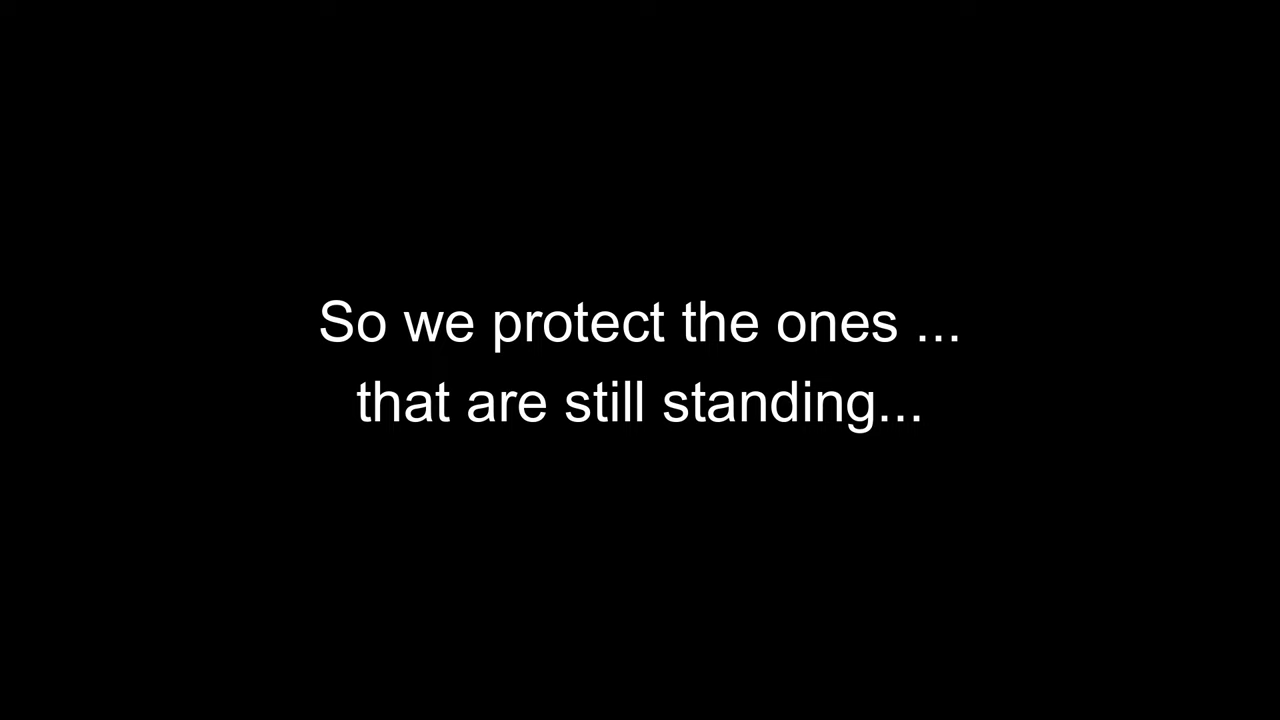 So we protect the ones ...
that are still standing...